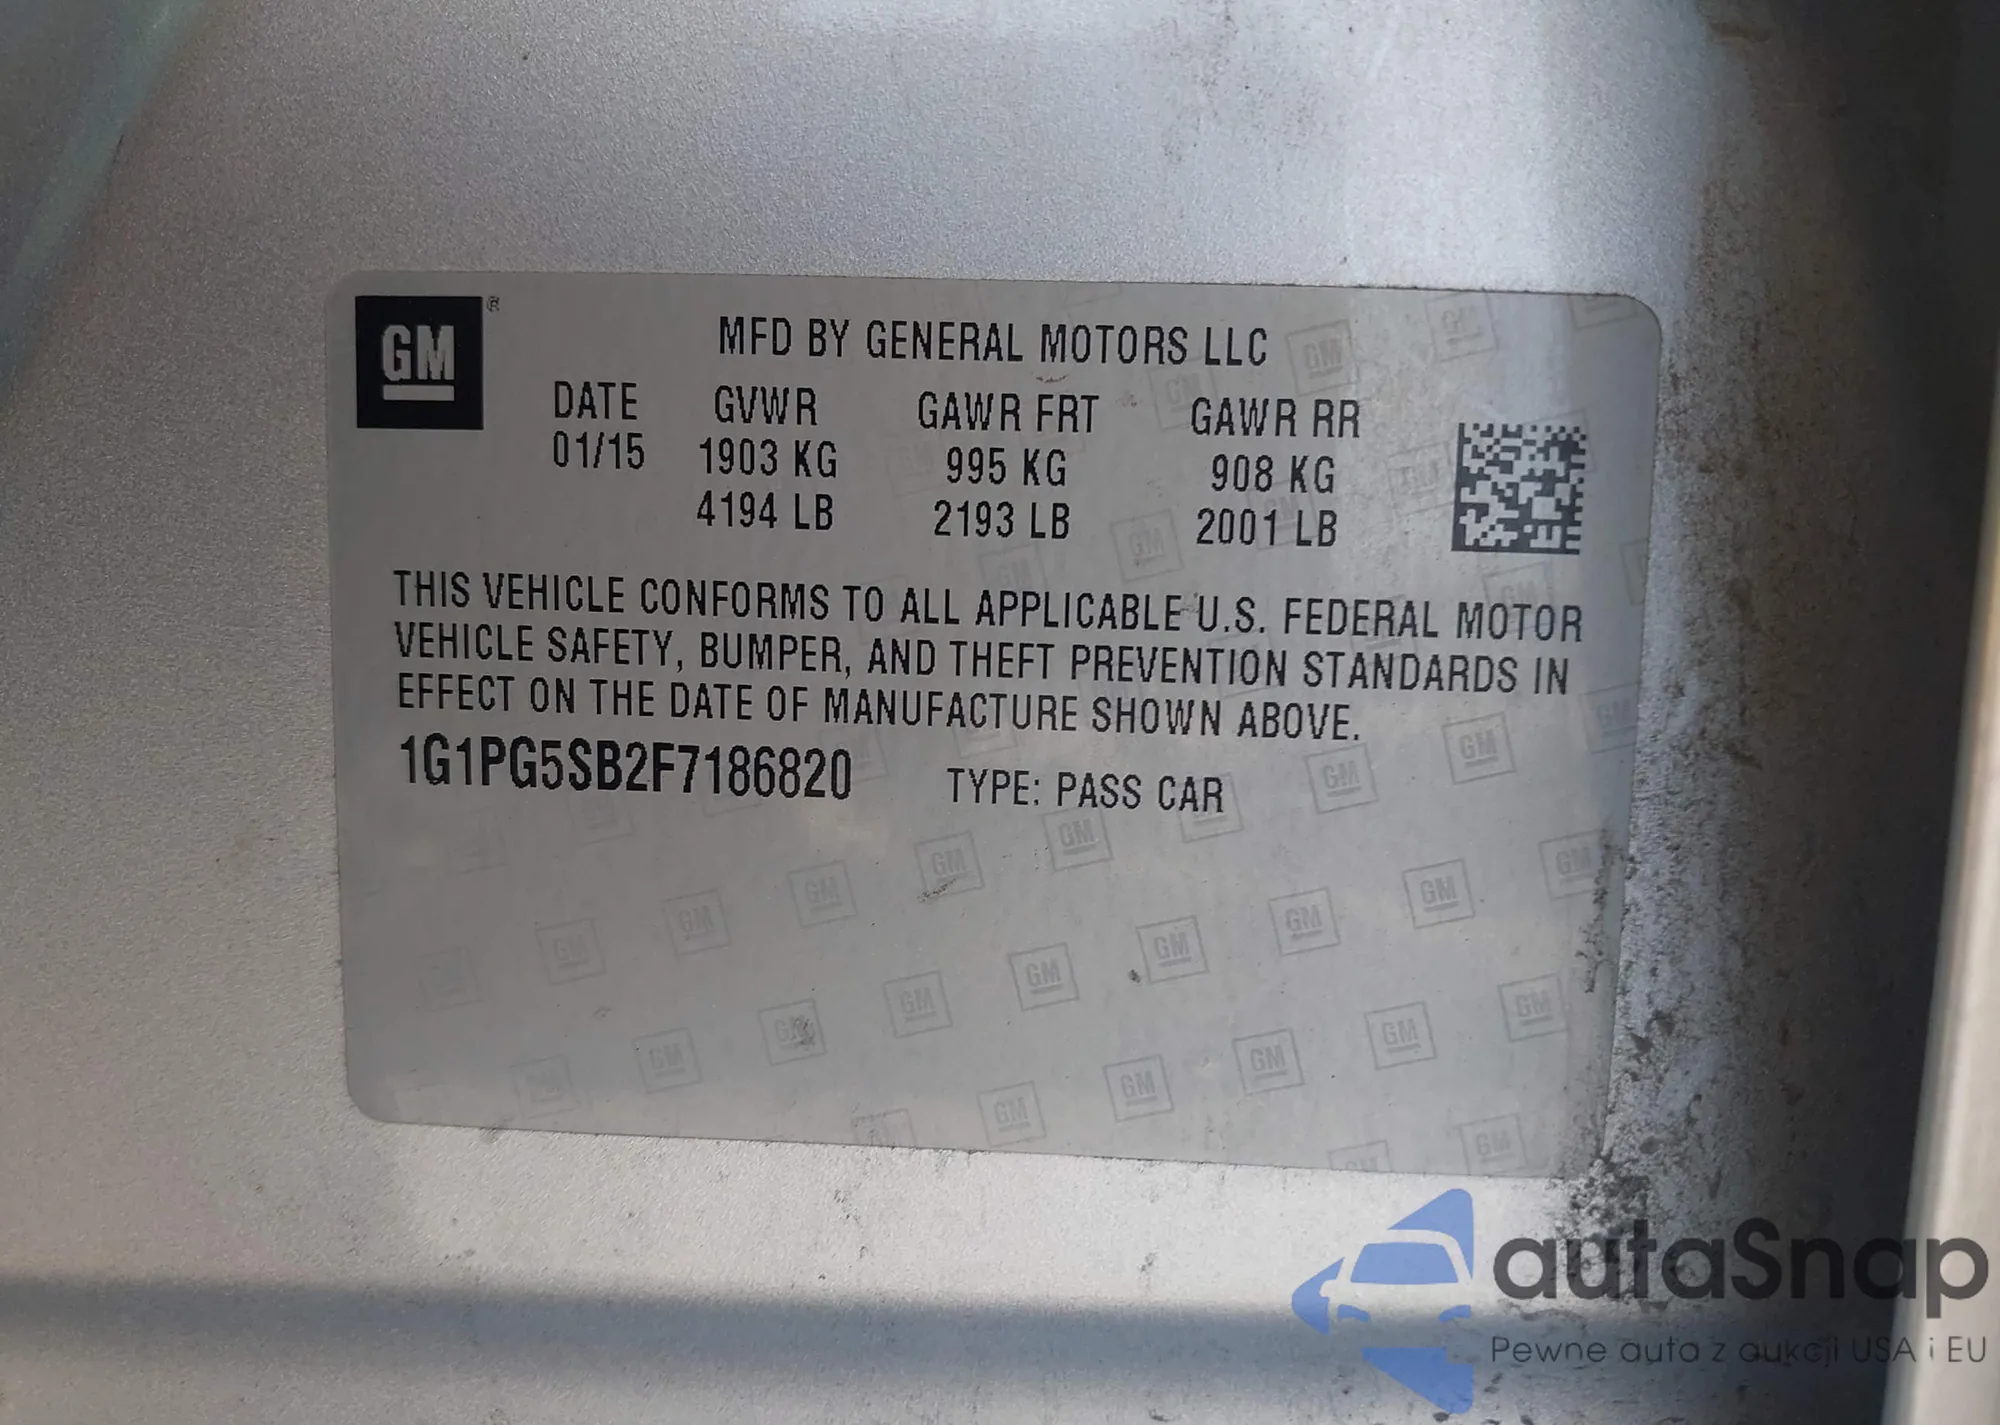 GM ®
MFD BY GENERAL MOTORS LLC
DATE GVWR GAWR FRT GAWR RR
01/15 1903 KG 995 KG 908 KG
4194 LB 2193 LB 2001 LB
THIS VEHICLE CONFORMS TO ALL APPLICABLE U.S. FEDERAL MOTOR
VEHICLE SAFETY, BUMPER, AND THEFT PREVENTION STANDARDS IN
EFFECT ON THE DATE OF MANUFACTURE SHOWN ABOVE.
1G1PG5SB2F7186820 TYPE: PASS CAR
autaSnap
Pewne auta z aukcji USA i EU